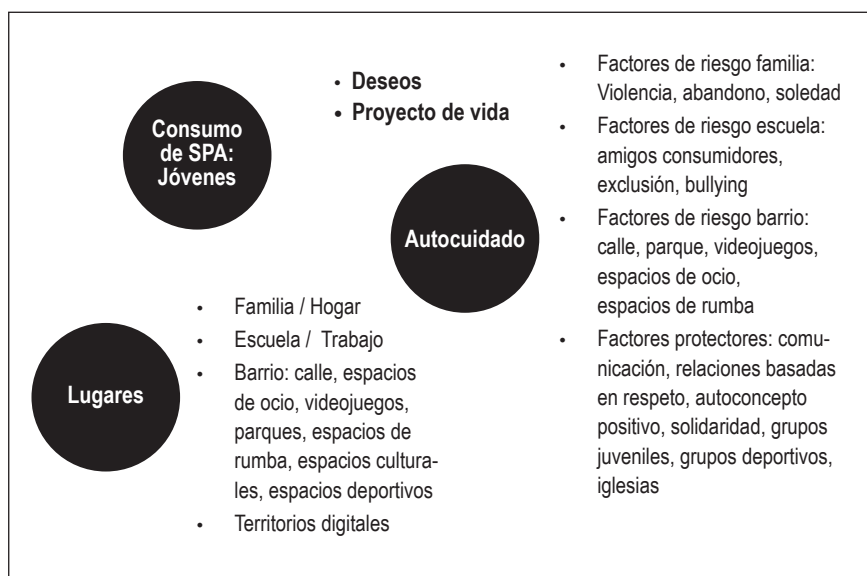 Consumo
de SPA:
Jóvenes
• Deseos
• Proyecto de vida
Autocuidado
• Factores de riesgo familia:
Violencia, abandono, soledad
• Factores de riesgo escuela:
amigos consumidores,
exclusión, bullying
• Factores de riesgo barrio:
calle, parque, videojuegos,
espacios de ocio,
espacios de rumba
• Factores protectores: comu-
nicación, relaciones basadas
en respeto, autoconcepto
positivo, solidaridad, grupos
juveniles, grupos deportivos,
iglesias
Lugares
• Familia / Hogar
• Escuela / Trabajo
• Barrio: calle, espacios
de ocio, videojuegos,
parques, espacios de
rumba, espacios cultura-
les, espacios deportivos
• Territorios digitales